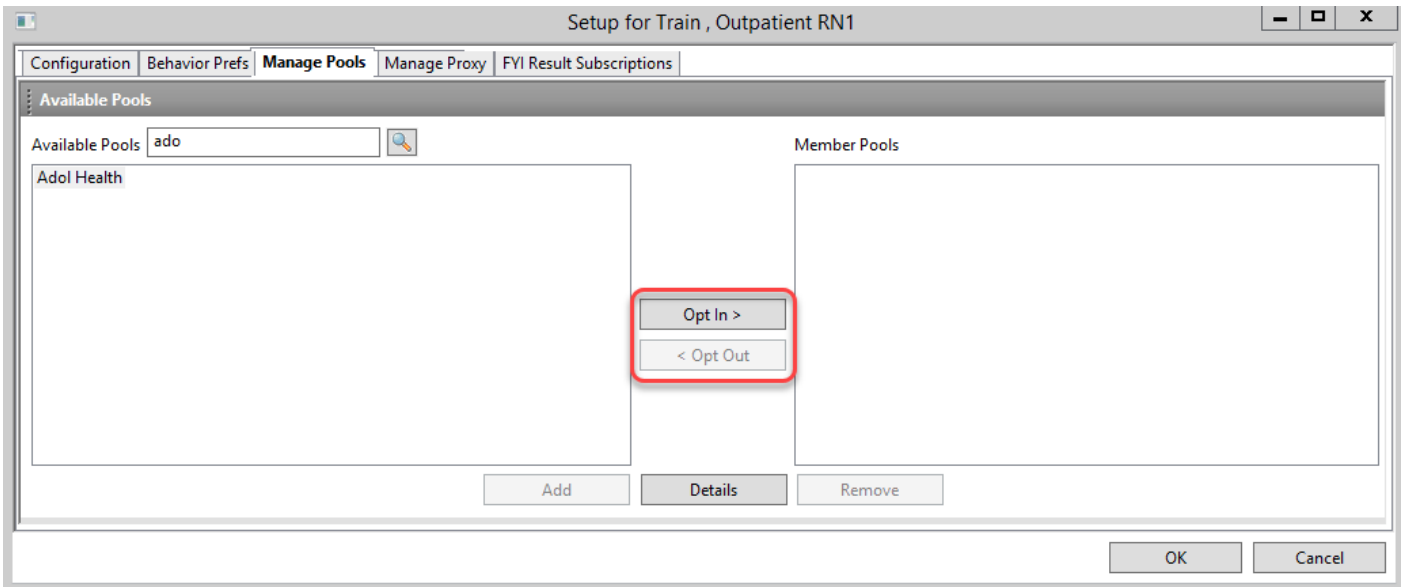 Setup for Train , Outpatient RN1
Configuration Behavior Prefs Manage Pools Manage Proxy FYI Result Subscriptions
Available Pools
Available Pools ado Member Pools
Adol Health
Opt In >
< Opt Out
Add Details Remove
OK Cancel